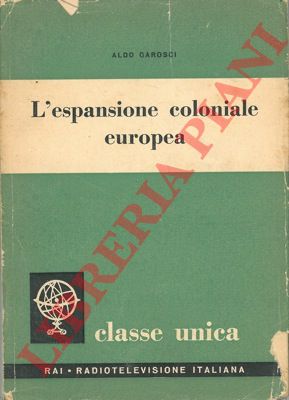 ALDO GAROSCI
L'espansione coloniale
europea
LIBRERIA PIANI
classe unica
RAI • RADIOTELEVISIONE ITALIANA